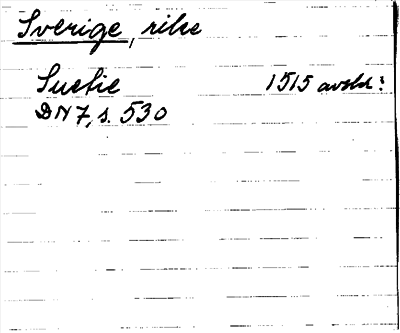 Sverige, rike
Suetie 1515 avskr:
DN 7, s. 530